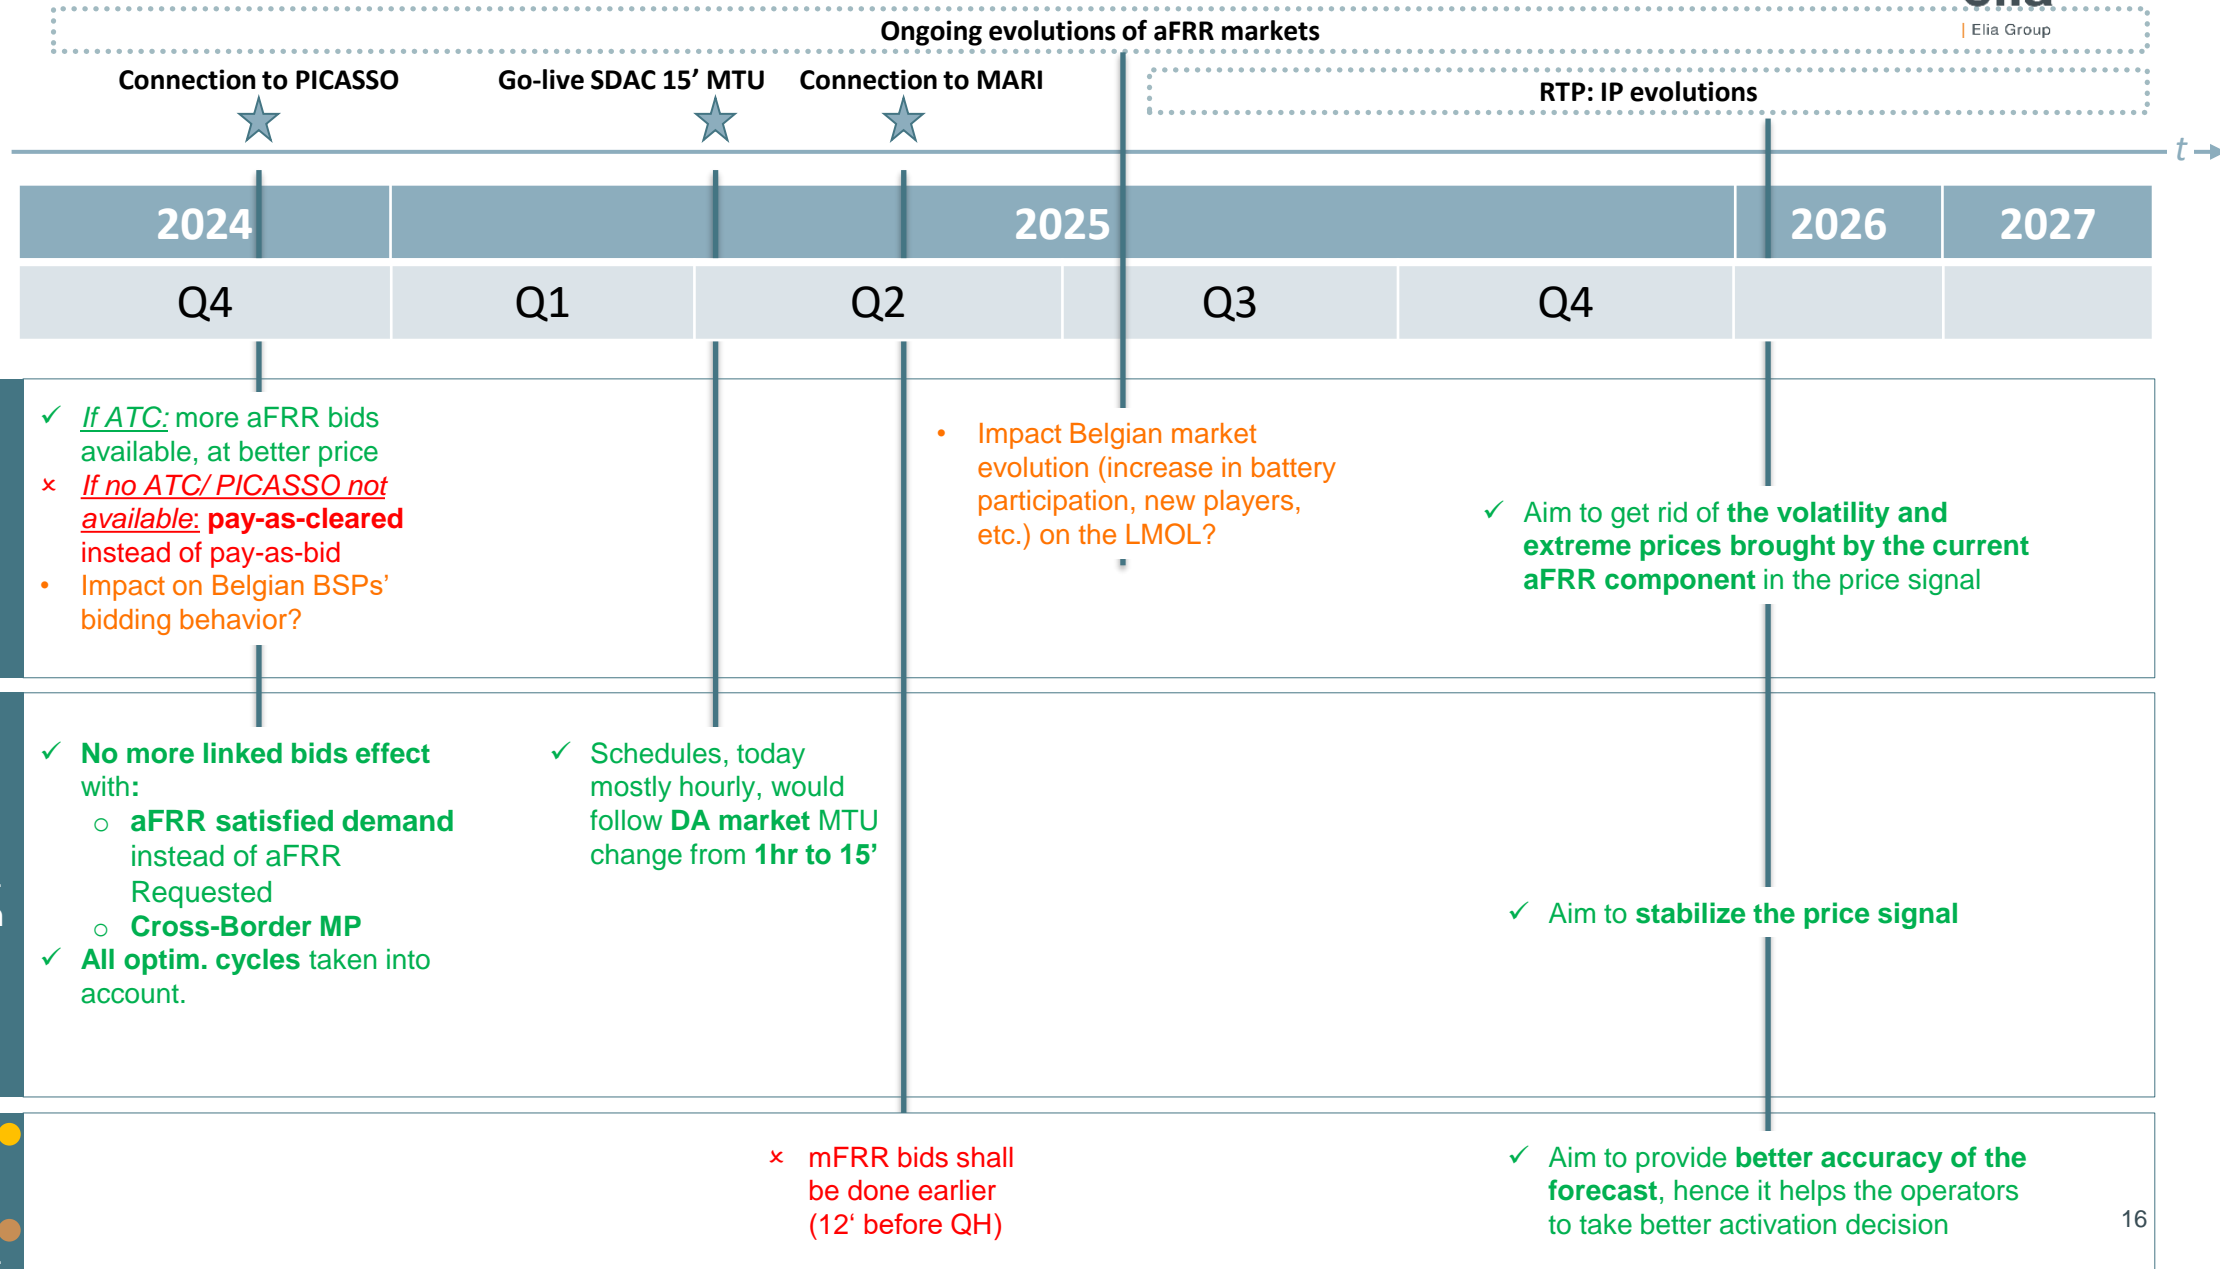 Ongoing evolutions of aFRR markets
elia
| Elia Group
Connection to PICASSO
Go-live SDAC 15’ MTU
Connection to MARI
RTP: IP evolutions
t
2024
2025
2026
2027
Q4
Q1
Q2
Q3
Q4
✓ If ATC: more aFRR bids
available, at better price
× If no ATC/ PICASSO not
available: pay-as-cleared
instead of pay-as-bid
• Impact on Belgian BSPs’
bidding behavior?
• Impact Belgian market
evolution (increase in battery
participation, new players,
etc.) on the LMOL?
✓ Aim to get rid of the volatility and
extreme prices brought by the current
aFRR component in the price signal
✓ No more linked bids effect
with:
o aFRR satisfied demand
instead of aFRR
Requested
o Cross-Border MP
✓ All optim. cycles taken into
account.
✓ Schedules, today
mostly hourly, would
follow DA market MTU
change from 1hr to 15’
✓ Aim to stabilize the price signal
× mFRR bids shall
be done earlier
(12‘ before QH)
✓ Aim to provide better accuracy of the
forecast, hence it helps the operators
to take better activation decision
16